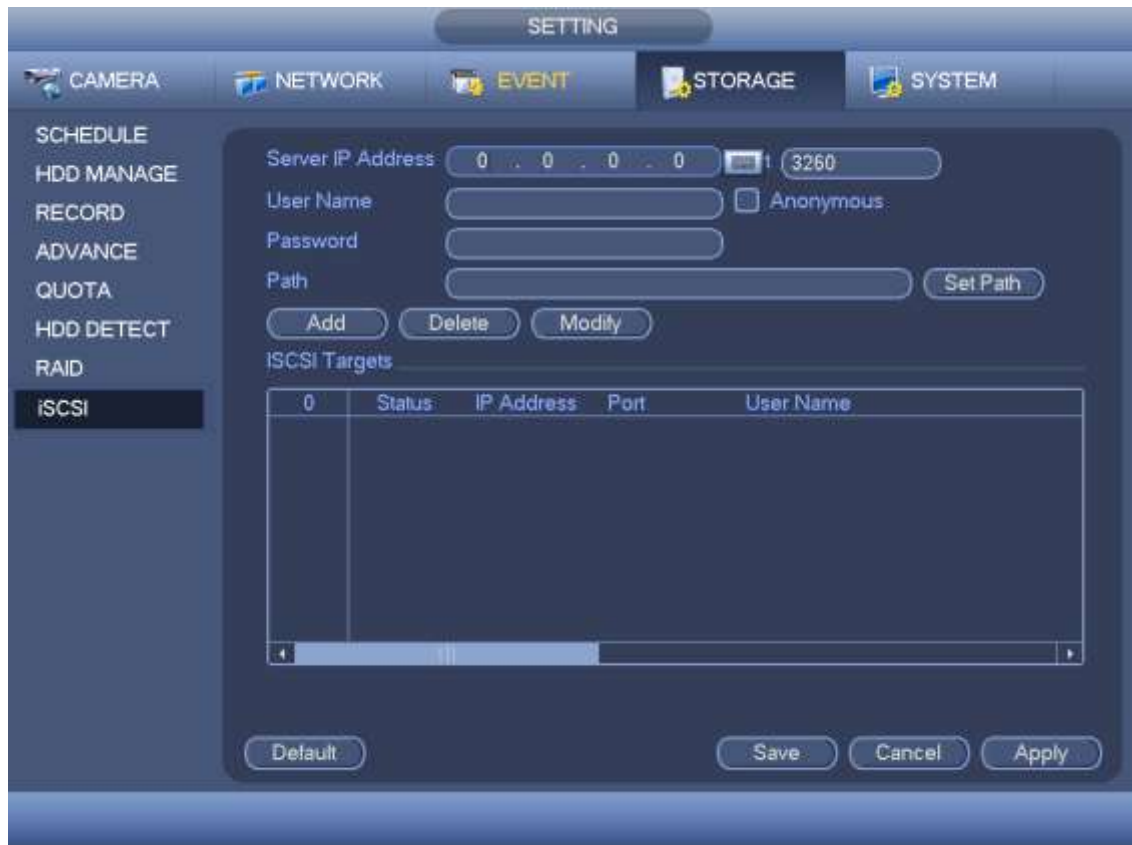 SETTING
CAMERA NETWORK EVENT STORAGE SYSTEM
SCHEDULE
HDD MANAGE
RECORD
ADVANCE
QUOTA
HDD DETECT
RAID
iSCSI
Server IP Address 0 . 0 . 0 . 0 t 3260
User Name Anonymous
Password
Path Set Path
Add Delete Modify
ISCSI Targets
0 Status IP Address Port User Name
Default Save Cancel Apply